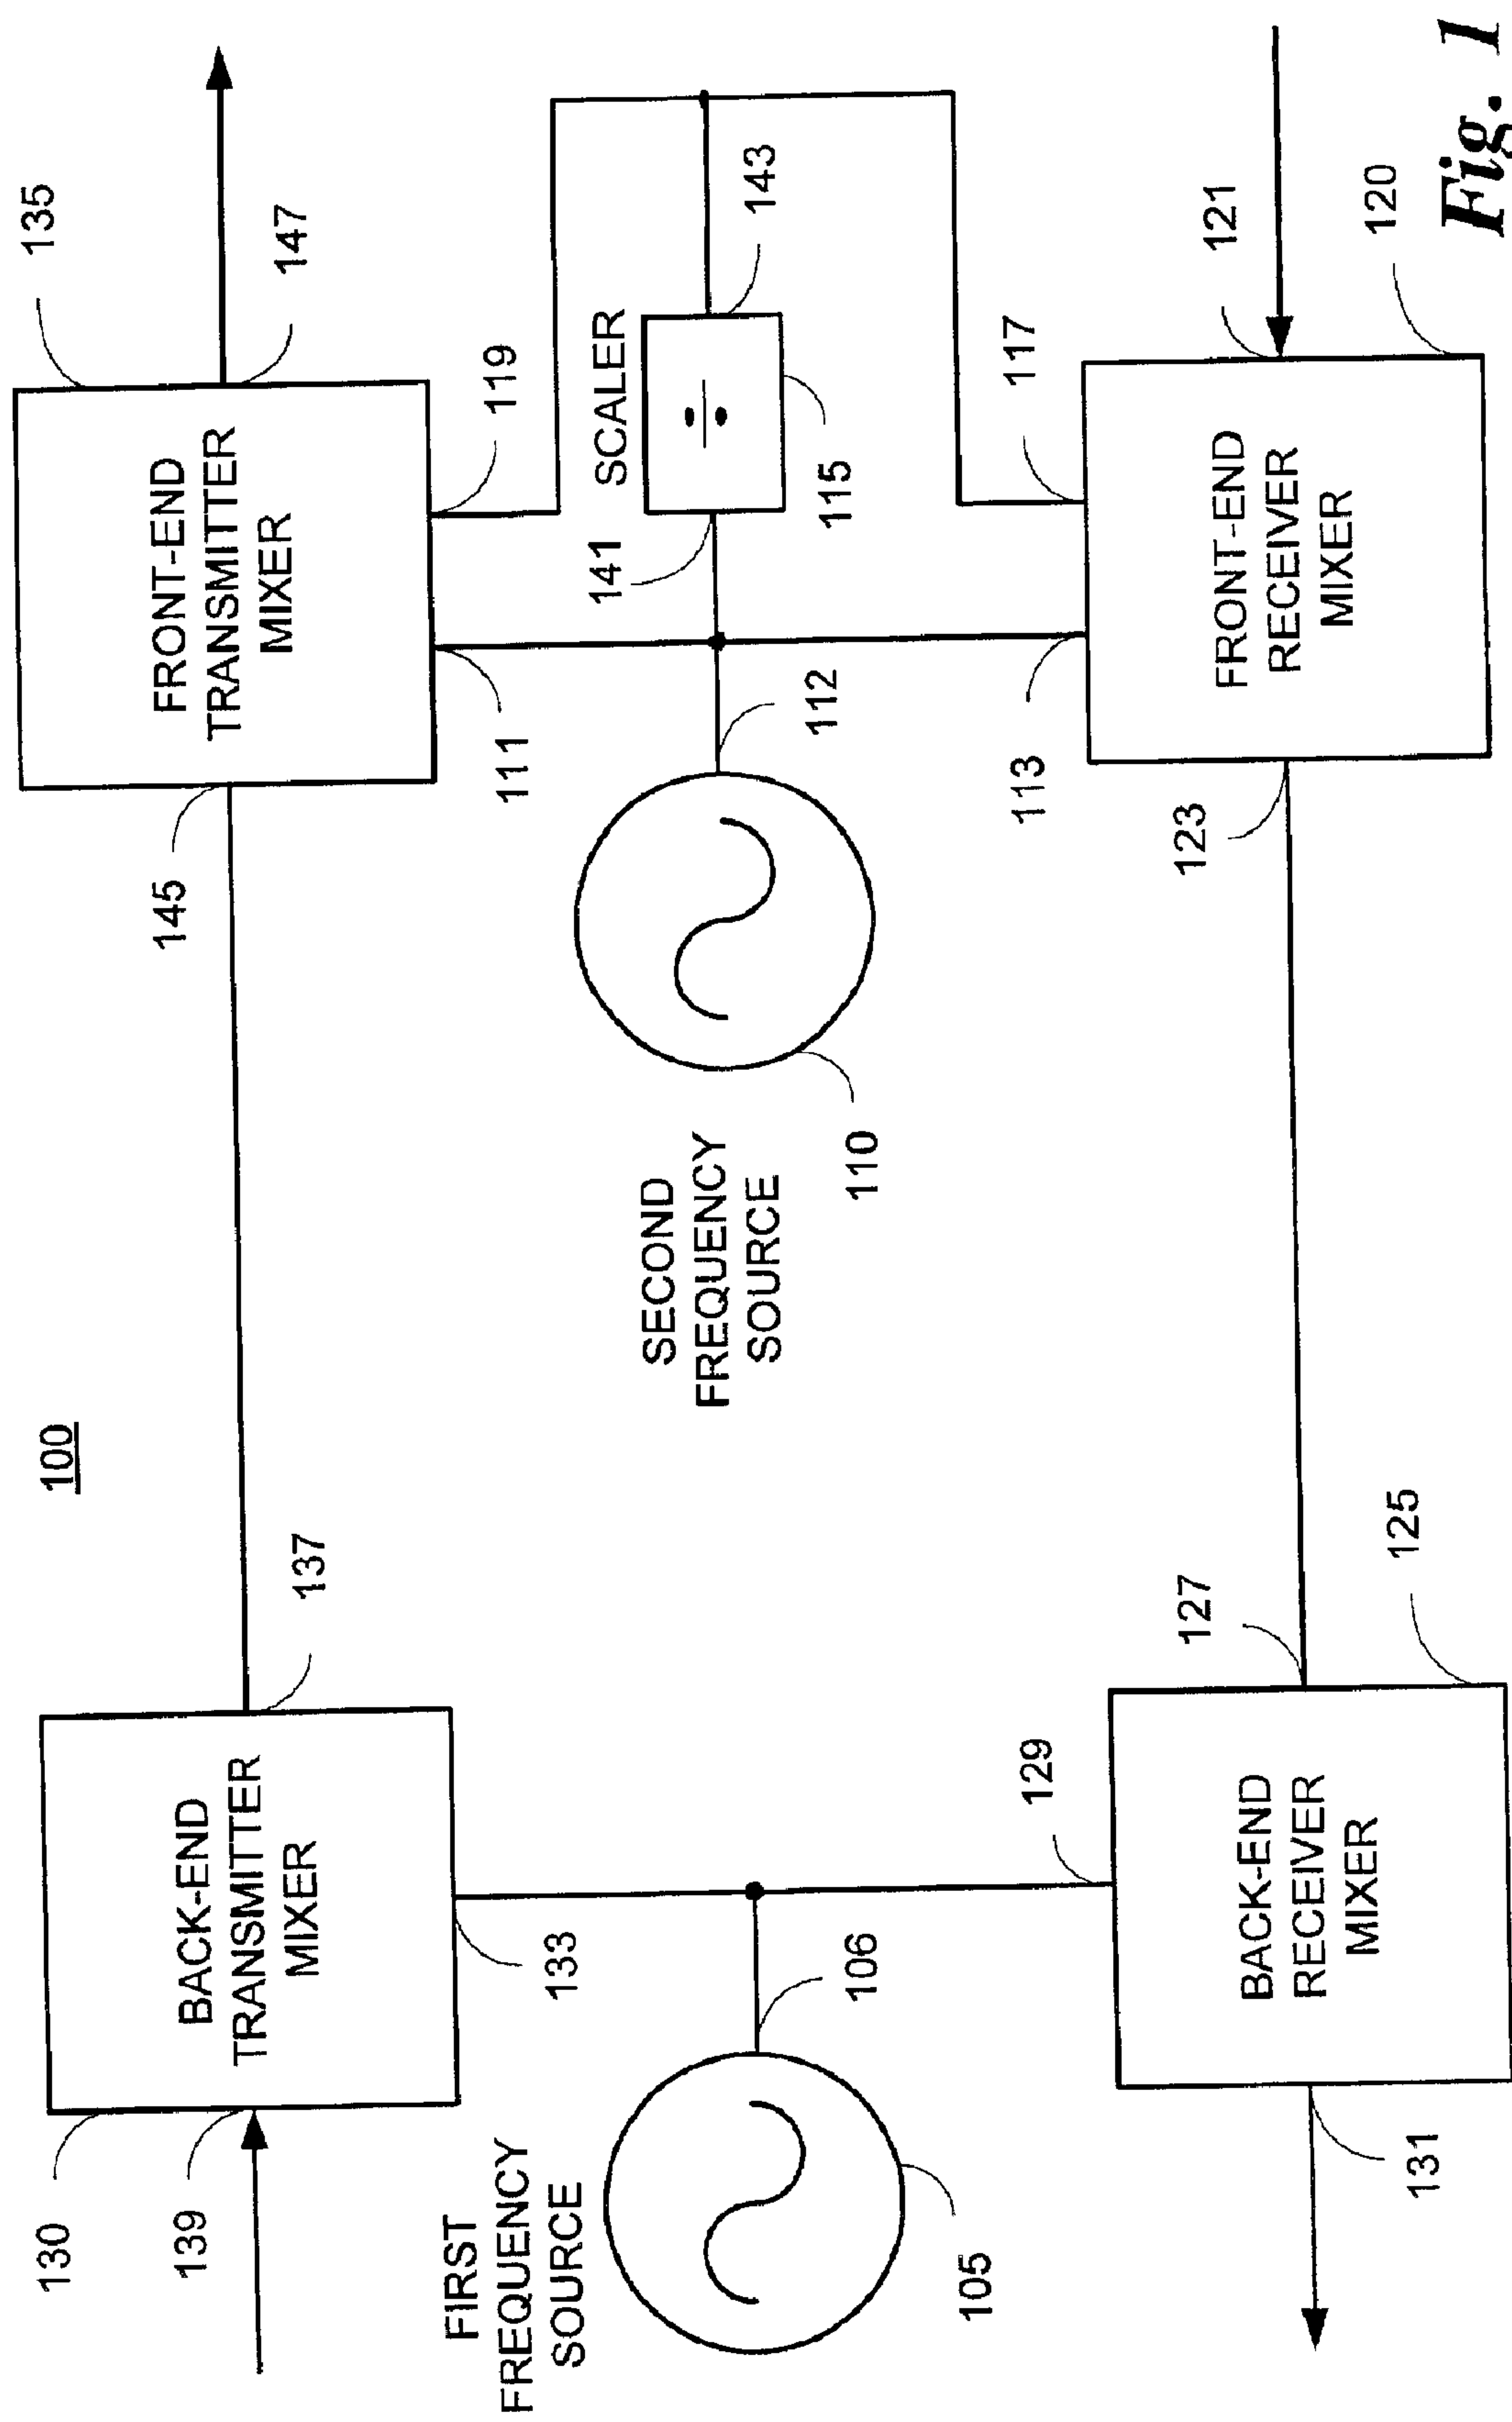 100
130
139
BACK-END
TRANSMITTER
MIXER
137
133
145
FRONT-END
TRANSMITTER
MIXER
135
147
111
119
FIRST
FREQUENCY
SOURCE
105
106
SECOND
FREQUENCY
SOURCE
110
112
141
SCALER
÷
115
143
129
BACK-END
RECEIVER
MIXER
127
125
131
113
117
123
FRONT-END
RECEIVER
MIXER
121
120
Fig. 1